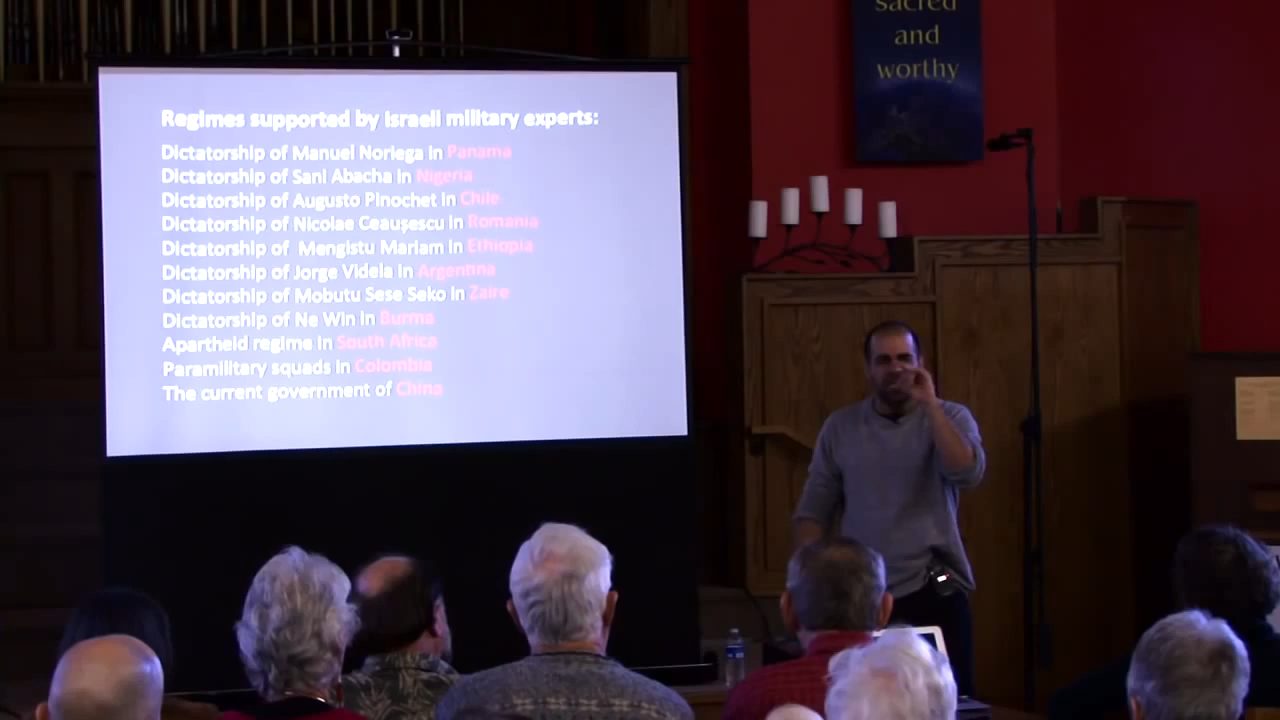 sacred
and
worthy
Regimes supported by Israeli military experts:
Dictatorship of Manuel Noriega in Panama
Dictatorship of Sani Abacha in Nigeria
Dictatorship of Augusto Pinochet in Chile
Dictatorship of Nicolae Ceaușescu in Romania
Dictatorship of Mengistu Mariam in Ethiopia
Dictatorship of Jorge Videla in Argentina
Dictatorship of Mobutu Sese Seko in Zaire
Dictatorship of Ne Win in Burma
Apartheid regime in South Africa
Paramilitary squads in Colombia
The current government of China